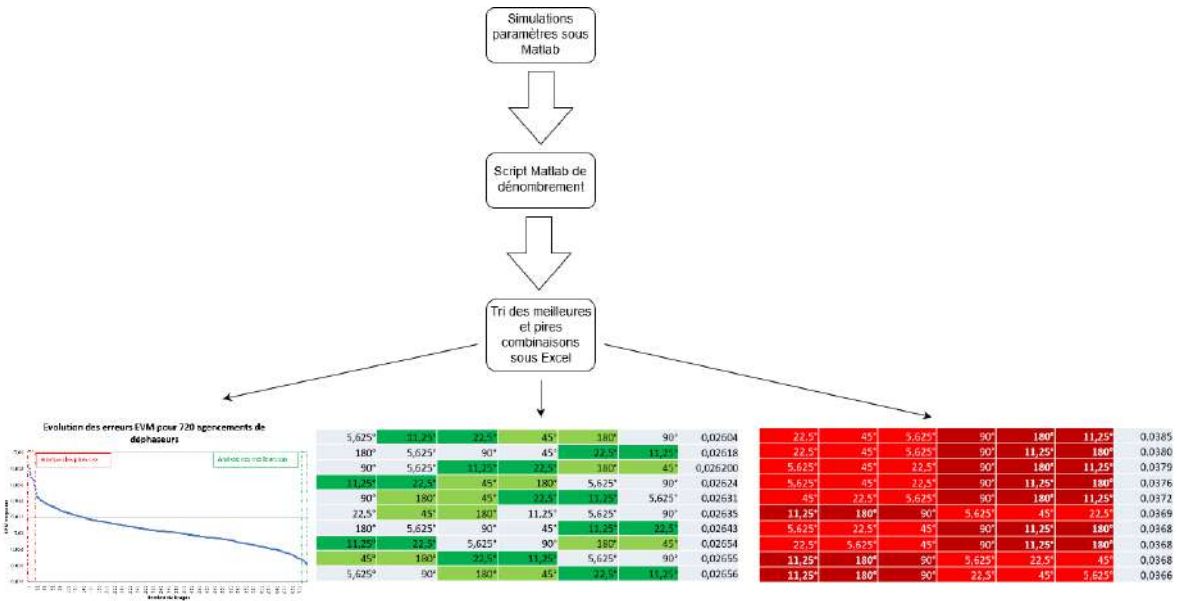 Simulations
paramètres sous
Matlab
Script Matlab de
dénombrement
Tri des meilleures
et pires
combinaisons
sous Excel
Evolution des erreurs EVM pour 720 agencements de
déphaseurs
5,625° 11,25° 22,5° 45° 180° 90° 0,02604
180° 5,625° 90° 45° 22,5° 11,25° 0,02618
90° 5,625° 11,25° 22,5° 180° 45° 0,026200
11,25° 22,5° 45° 180° 5,625° 90° 0,02624
90° 180° 45° 22,5° 11,25° 5,625° 0,02631
22,5° 45° 180° 11,25° 5,625° 90° 0,02635
180° 5,625° 90° 45° 11,25° 22,5° 0,02643
11,25° 22,5° 5,625° 90° 180° 45° 0,02654
45° 180° 22,5° 11,25° 5,625° 90° 0,02655
5,625° 90° 180° 45° 22,5° 11,25° 0,02656
22,5° 45° 5,625° 90° 180° 11,25° 0,0385
22,5° 45° 5,625° 90° 11,25° 180° 0,0380
5,625° 45° 22,5° 90° 180° 11,25° 0,0379
5,625° 45° 22,5° 90° 11,25° 180° 0,0376
45° 22,5° 5,625° 90° 180° 11,25° 0,0372
11,25° 180° 90° 5,625° 45° 22,5° 0,0369
5,625° 22,5° 45° 90° 11,25° 180° 0,0368
22,5° 5,625° 45° 90° 11,25° 180° 0,0368
11,25° 180° 90° 5,625° 22,5° 45° 0,0368
11,25° 180° 90° 22,5° 45° 5,625° 0,0366